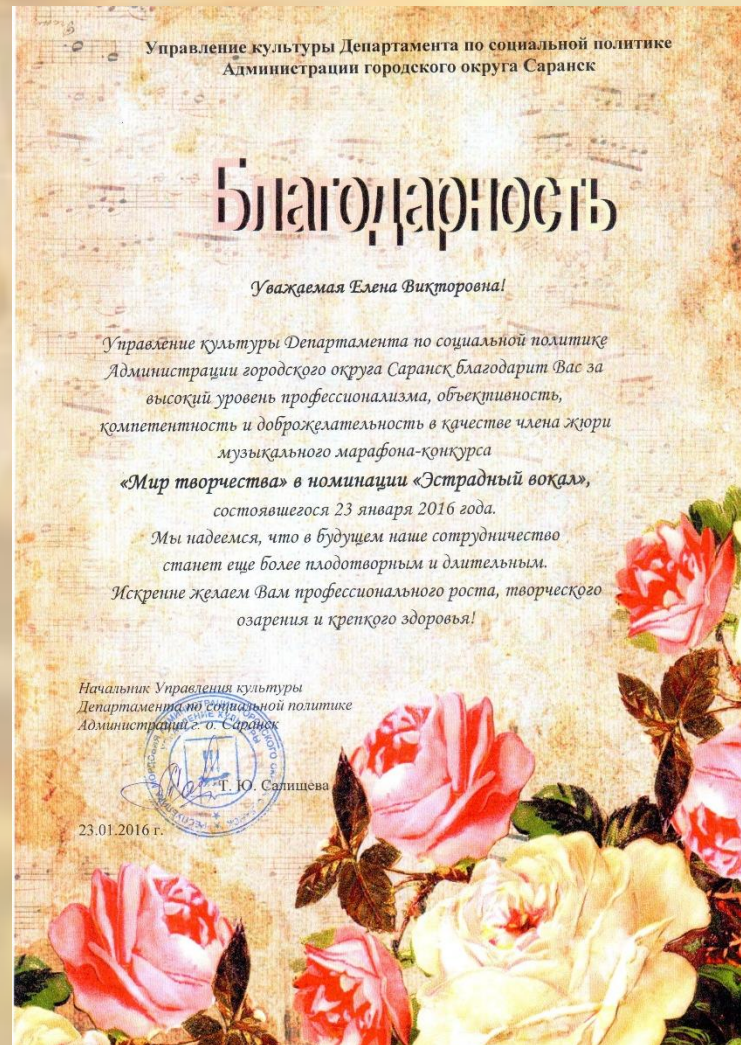 Управление культуры Департамента по социальной политике
Администрации городского округа Саранск
Благодарность
Уважаемая Елена Викторовна!
Управление культуры Департамента по социальной политике
Администрации городского округа Саранск благодарит Вас за
высокий уровень профессионализма, объективность,
компетентность и доброжелательность в качестве члена жюри
музыкального марафона-конкурса
«Мир творчества» в номинации «Эстрадный вокал»,
состоявшегося 23 января 2016 года.
Мы надеемся, что в будущем наше сотрудничество
станет еще более плодотворным и длительным.
Искренне желаем Вам профессионального роста, творческого
озарения и крепкого здоровья!
Начальник Управления культуры
Департамента по социальной политике
Администрации г. о. Саранск
Т. Ю. Салищева
23.01.2016 г.